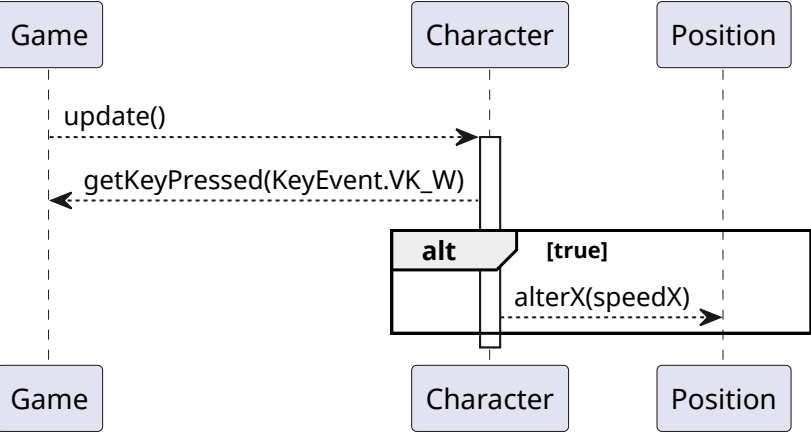 Game Character Position
update()
getKeyPressed(KeyEvent.VK_W)
alt [true]
alterX(speedX)
Game Character Position